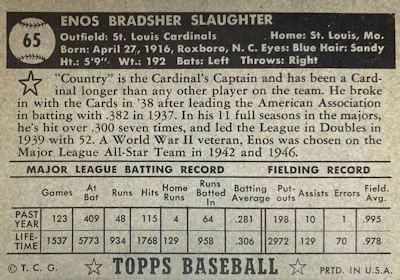 65
ENOS BRADSHER SLAUGHTER
Outfield: St. Louis Cardinals Home: St. Louis, Mo.
Born: April 27, 1916, Roxboro, N. C. Eyes: Blue Hair: Sandy
Ht.: 5'9" Wt.: 192 Bats: Left Throws: Right
"Country" is the Cardinal's Captain and has been a Card-
inal longer than any other player on the team. He broke
in with the Cards in '38 after leading the American Association
in batting with .382 in 1937. In his 11 full seasons in the majors,
he's hit over .300 seven times, and led the League in Doubles in
1939 with 52. A World War II veteran, Enos was chosen on the
Major League All-Star Team in 1942 and 1946.
MAJOR LEAGUE BATTING RECORD FIELDING RECORD
Games At Bat Runs Hits Home Runs Runs Batted In Batting Average Put-outs Assists Errors Field. Avg.
PAST YEAR 123 409 48 115 4 64 .281 198 10 1 .995
LIFE-TIME 1537 5773 934 1768 129 958 .306 2972 129 70 .978
© T. C. G. TOPPS BASEBALL PRTD. IN U.S.A.